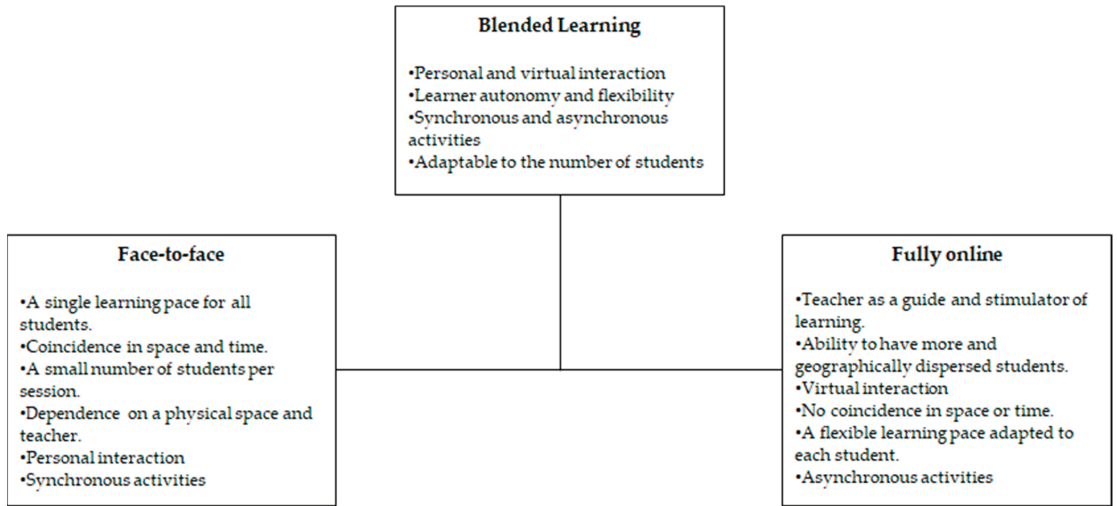 Blended Learning
•Personal and virtual interaction
•Learner autonomy and flexibility
•Synchronous and asynchronous
activities
•Adaptable to the number of students
Face-to-face
•A single learning pace for all
students.
•Coincidence in space and time.
•A small number of students per
session.
•Dependence on a physical space and
teacher.
•Personal interaction
•Synchronous activities
Fully online
•Teacher as a guide and stimulator of
learning.
•Ability to have more and
geographically dispersed students.
•Virtual interaction
•No coincidence in space or time.
•A flexible learning pace adapted to
each student.
•Asynchronous activities